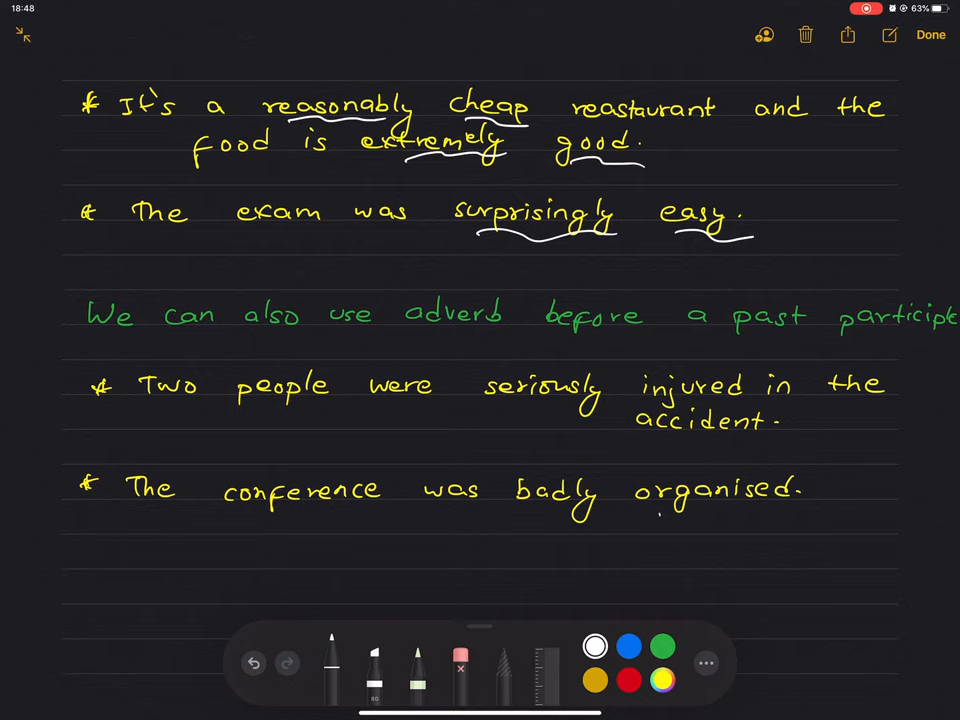 18:48
63%
Done
* It's a reasonably cheap reastaurant and the
food is extremely good.
* The exam was surprisingly easy.
We can also use adverb before a past participle
* Two people were seriously injured in the
accident.
* The conference was badly organised.
80